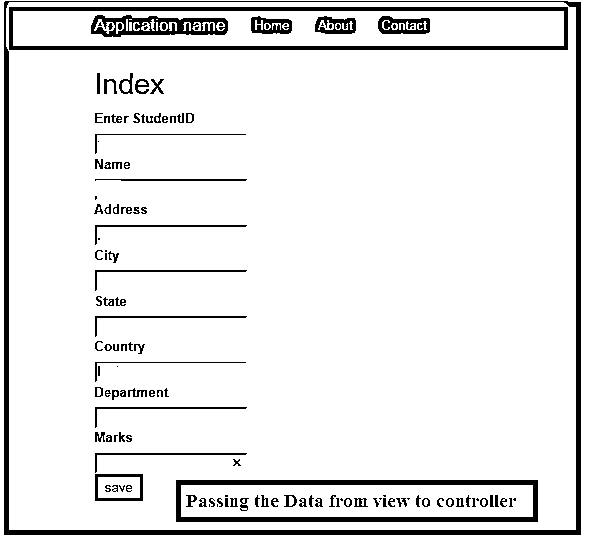 Application name Home About Contact
Index
Enter StudentID
Name
Address
City
State
Country
Department
Marks
×
save
Passing the Data from view to controller